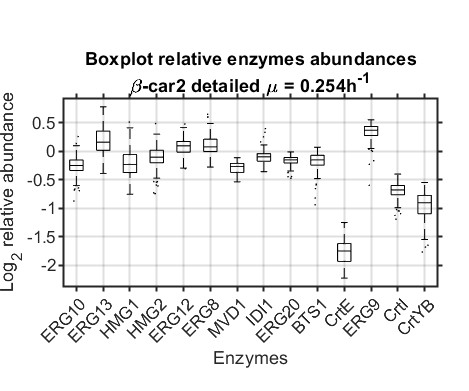 Boxplot relative enzymes abundances
β-car2 detailed μ = 0.254h⁻¹
Log₂ relative abundance
0.5
0
-0.5
-1
-1.5
-2
ERG10
ERG13
HMG1
HMG2
ERG12
ERG8
MVD1
IDI1
ERG20
BTS1
CrtE
ERG9
CrtI
CrtYB
Enzymes